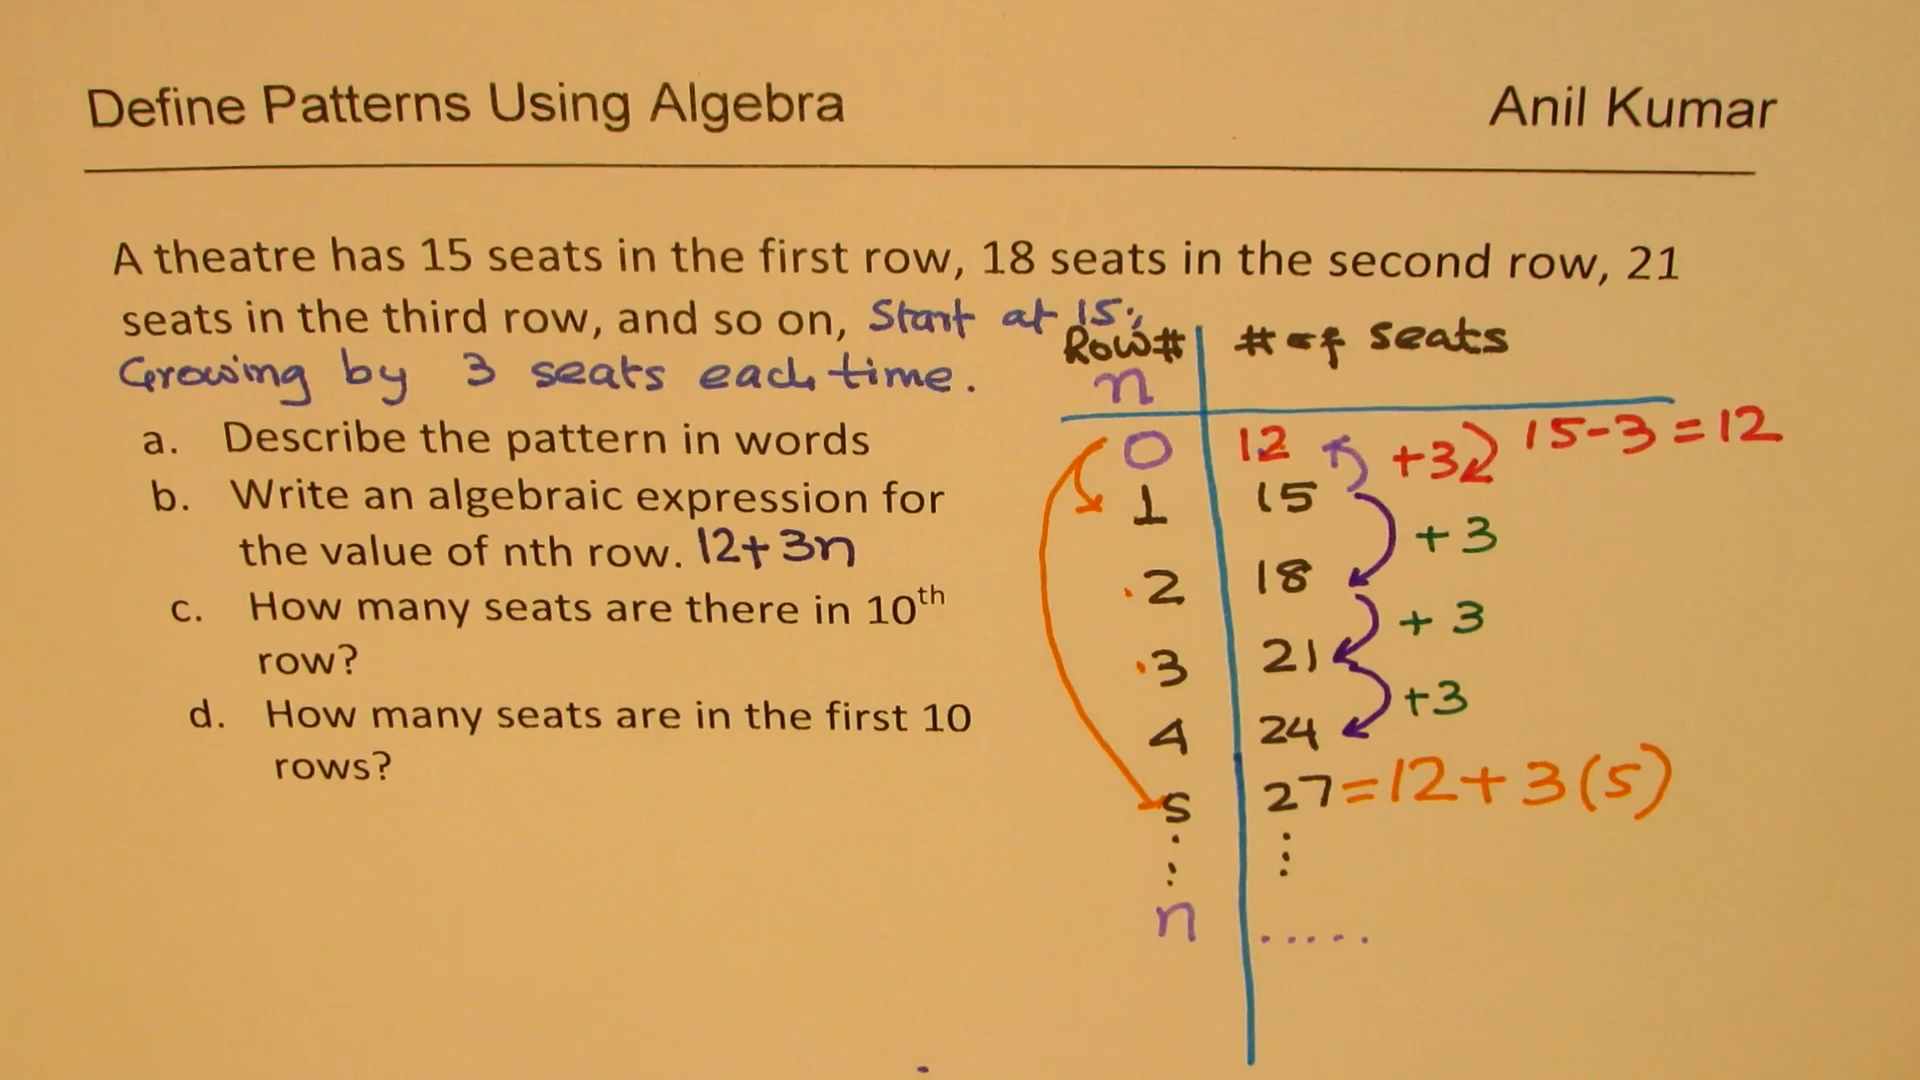 Define Patterns Using Algebra
Anil Kumar
A theatre has 15 seats in the first row, 18 seats in the second row, 21
seats in the third row, and so on, Start at 15;
Growing by 3 seats each time.
a. Describe the pattern in words
b. Write an algebraic expression for
the value of nth row. 12+3n
c. How many seats are there in 10th
row?
d. How many seats are in the first 10
rows?
Row# # of seats
n
0 12 +3 15-3=12
1 15
+3
2 18
+3
3 21
+3
4 24
5 27=12+3(5)
⋮ ⋮
n .....